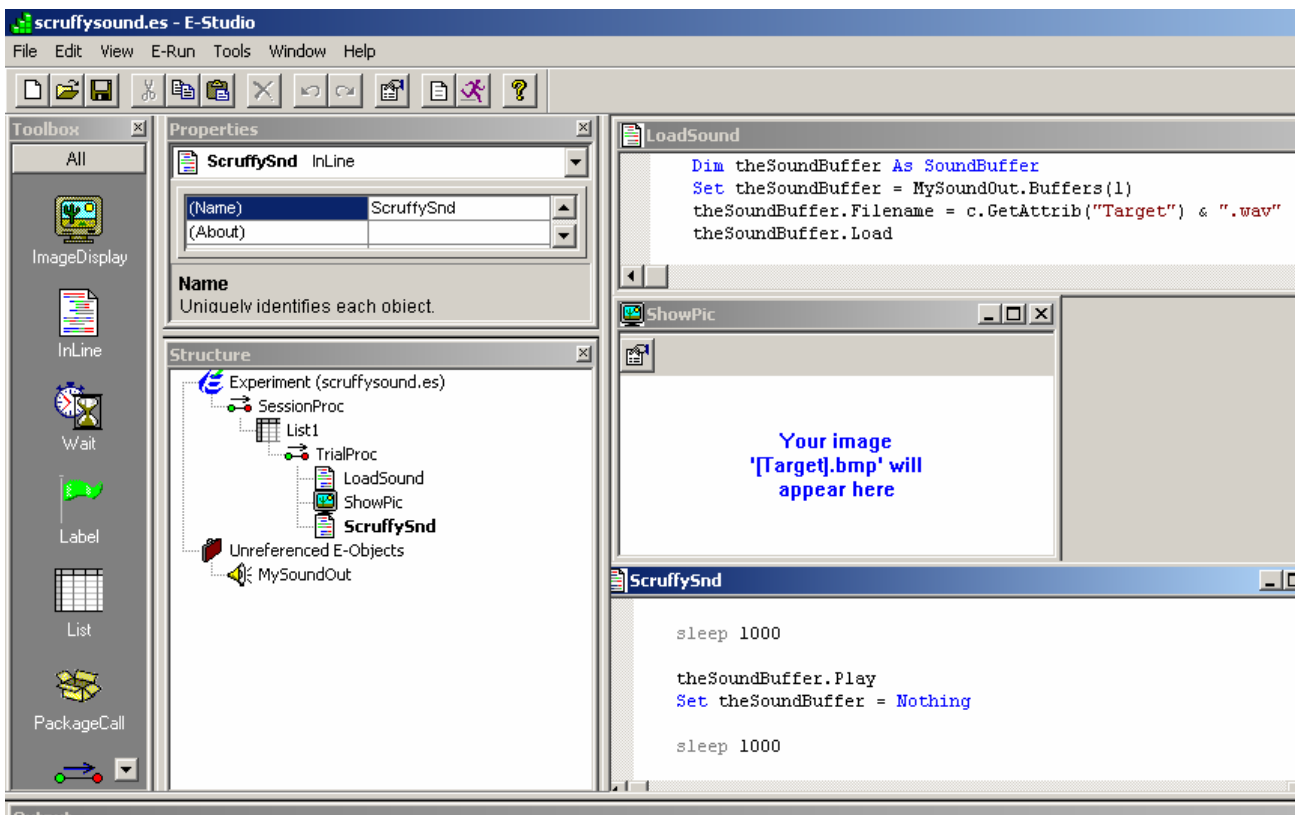 scruffysound.es - E-Studio
File Edit View E-Run Tools Window Help
Toolbox
All
ImageDisplay
InLine
Wait
Label
List
PackageCall
Properties
ScruffySnd InLine
(Name) ScruffySnd
(About)
Name
Uniquely identifies each object.
Structure
Experiment (scruffysound.es)
SessionProc
List1
TrialProc
LoadSound
ShowPic
ScruffySnd
Unreferenced E-Objects
MySoundOut
LoadSound
Dim theSoundBuffer As SoundBuffer
Set theSoundBuffer = MySoundOut.Buffers(1)
theSoundBuffer.Filename = c.GetAttrib("Target") & ".wav"
theSoundBuffer.Load
ShowPic
Your image
'[Target].bmp' will
appear here
ScruffySnd
sleep 1000
theSoundBuffer.Play
Set theSoundBuffer = Nothing
sleep 1000